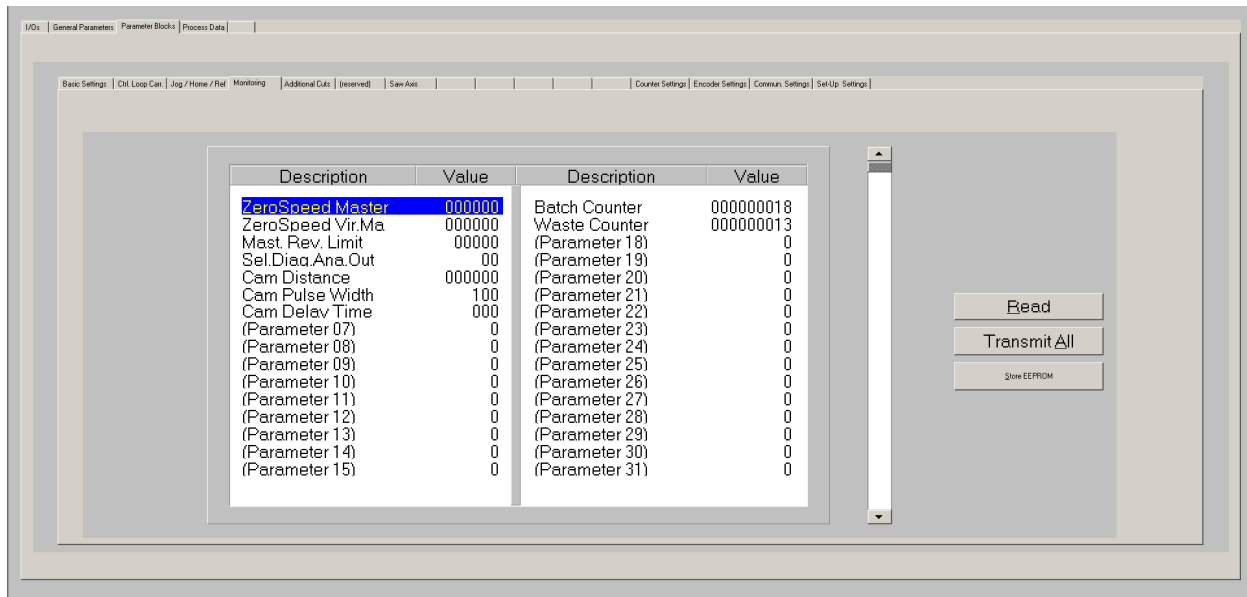 I/Os General Parameters Parameter Blocks Process Data
Basic Settings Ctrl. Loop Carr. Jog / Home / Ref Monitoring Additional Cuts (reserved) Saw Axis Counter Settings Encoder Settings Commun. Settings Set-Up Settings
Description Value Description Value
ZeroSpeed Master 000000 Batch Counter 000000018
ZeroSpeed Vir.Ma 000000 Waste Counter 000000013
Mast. Rev. Limit 00000 (Parameter 18) 0
Sel.Diag.Ana.Out 00 (Parameter 19) 0
Cam Distance 000000 (Parameter 20) 0
Cam Pulse Width 100 (Parameter 21) 0
Cam Delay Time 000 (Parameter 22) 0
(Parameter 07) 0 (Parameter 23) 0
(Parameter 08) 0 (Parameter 24) 0
(Parameter 09) 0 (Parameter 25) 0
(Parameter 10) 0 (Parameter 26) 0
(Parameter 11) 0 (Parameter 27) 0
(Parameter 12) 0 (Parameter 28) 0
(Parameter 13) 0 (Parameter 29) 0
(Parameter 14) 0 (Parameter 30) 0
(Parameter 15) 0 (Parameter 31) 0
Read
Transmit All
Store EEPROM